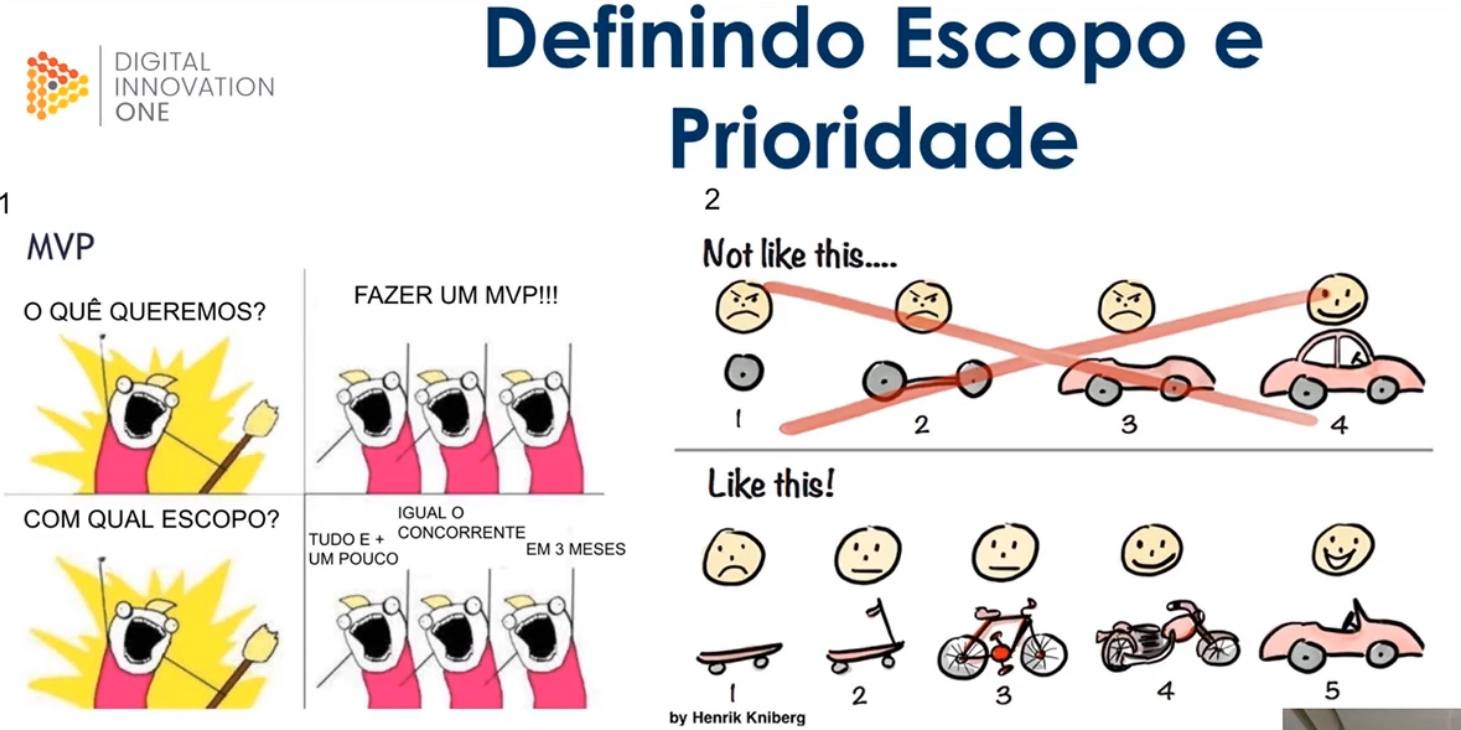 DIGITAL
INNOVATION
ONE
Definindo Escopo e
Prioridade
1
MVP
O QUÊ QUEREMOS?
FAZER UM MVP!!!
COM QUAL ESCOPO?
TUDO E +
UM POUCO
IGUAL O
CONCORRENTE
EM 3 MESES
2
Not like this....
1
2
3
4
Like this!
1
2
3
4
5
by Henrik Kniberg